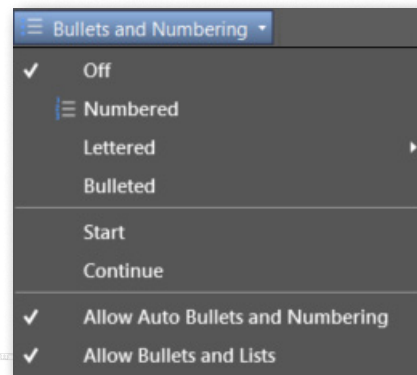 Bullets and Numbering
Off
Numbered
Lettered
Bulleted
Start
Continue
Allow Auto Bullets and Numbering
Allow Bullets and Lists